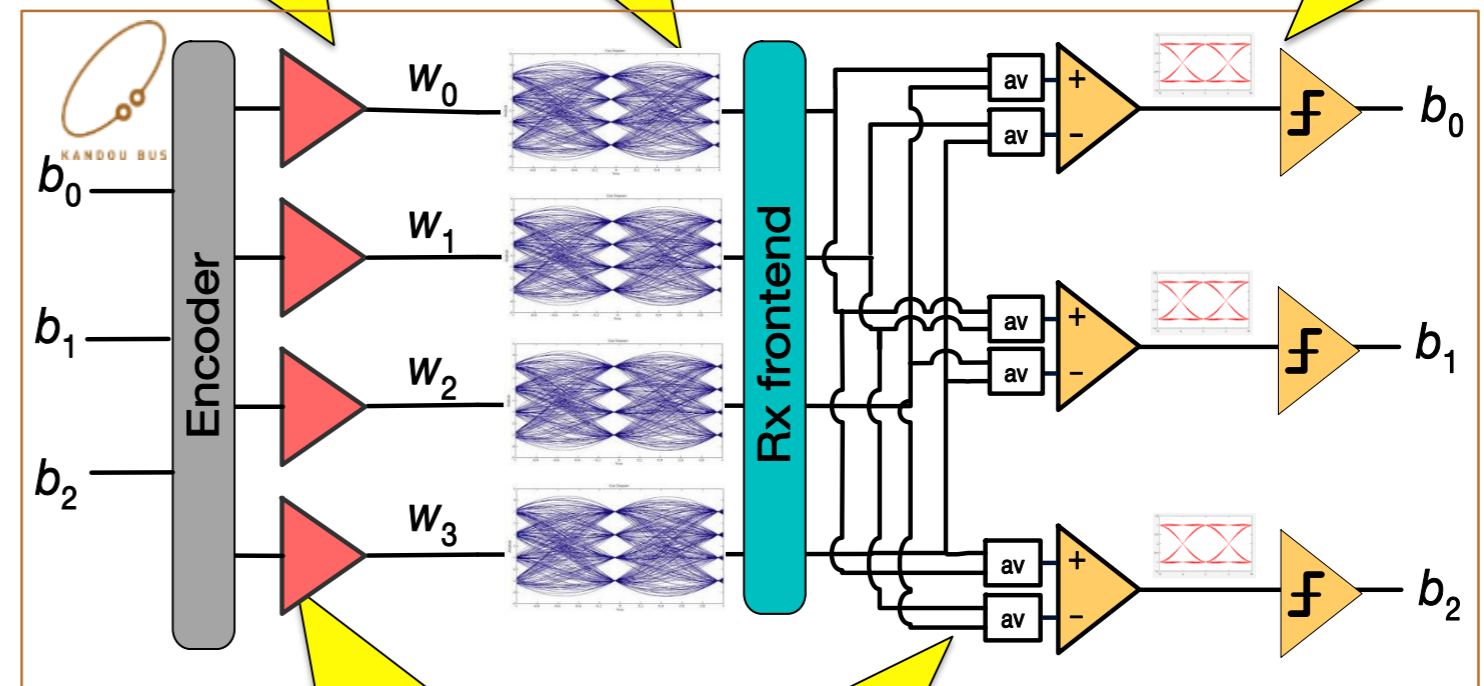 KANDOU BUS
b0
b1
b2
Encoder
w0
w1
w2
w3
Rx frontend
av
av
+
−
b0
av
av
+
−
b1
av
av
+
−
b2